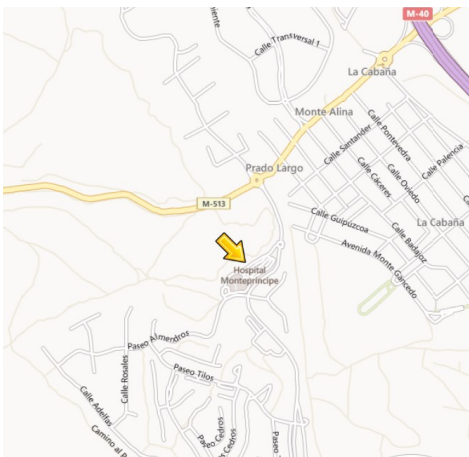 M-40
Calle Transversal 1
La Cabaña
Monte Alina
Calle Pontevedra
Calle Santander
Calle Palencia
Prado Largo
Calle Oviedo
Calle Cáceres
M-513
Calle Guipuzcoa
La Cabaña
Calle Badajoz
Avenida Monte Gancedo
Hospital
Montepríncipe
Paseo Almendros
Paseo Tilos
Calle Rosales
Calle Adelfas
Cedros
Cedros
Camino al P
Paseo